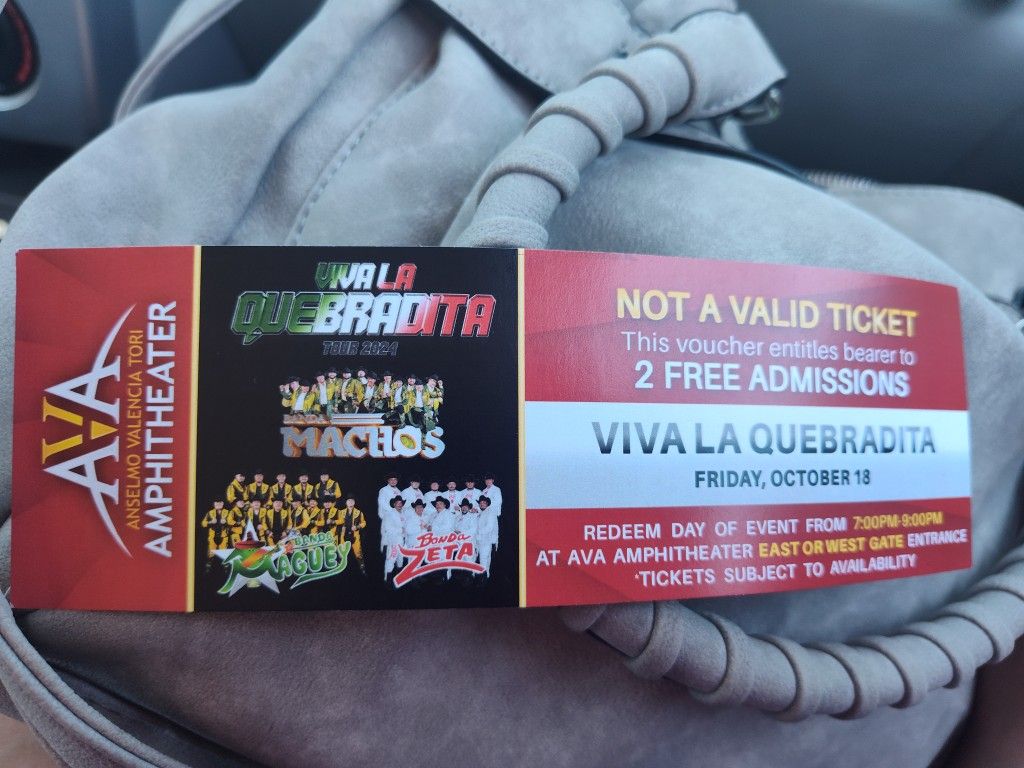 AVA
ANSELMO VALENCIA TORI
AMPHITHEATER
VIVA LA
QUEBRADITA
TOUR 2024
BANDA
MACHOS
BANDA
MAGUEY
BANDA
ZETA
NOT A VALID TICKET
This voucher entitles bearer to
2 FREE ADMISSIONS
VIVA LA QUEBRADITA
FRIDAY, OCTOBER 18
REDEEM DAY OF EVENT FROM 7:00PM-9:00PM
AT AVA AMPHITHEATER EAST OR WEST GATE ENTRANCE
*TICKETS SUBJECT TO AVAILABILITY